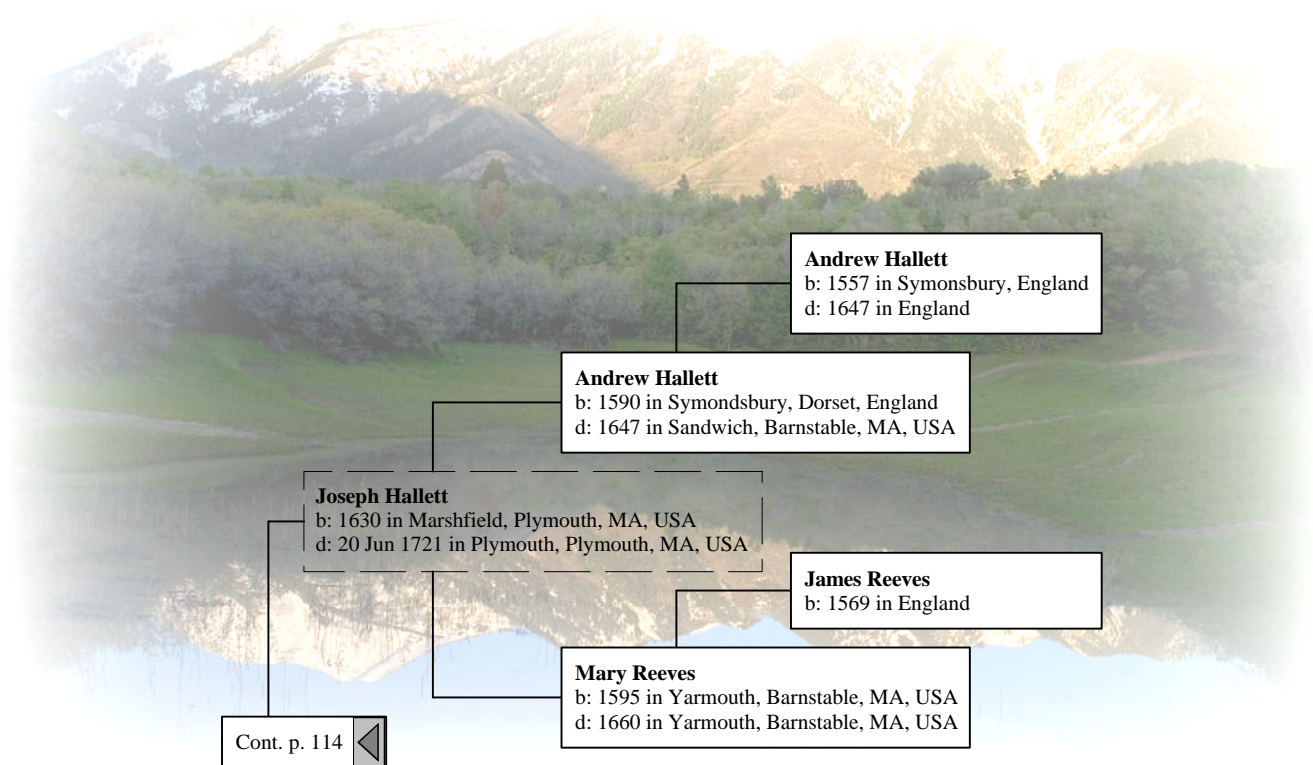 Andrew Hallett
b: 1557 in Symonsbury, England
d: 1647 in England
Andrew Hallett
b: 1590 in Symondsbury, Dorset, England
d: 1647 in Sandwich, Barnstable, MA, USA
Joseph Hallett
b: 1630 in Marshfield, Plymouth, MA, USA
d: 20 Jun 1721 in Plymouth, Plymouth, MA, USA
James Reeves
b: 1569 in England
Mary Reeves
b: 1595 in Yarmouth, Barnstable, MA, USA
d: 1660 in Yarmouth, Barnstable, MA, USA
Cont. p. 114